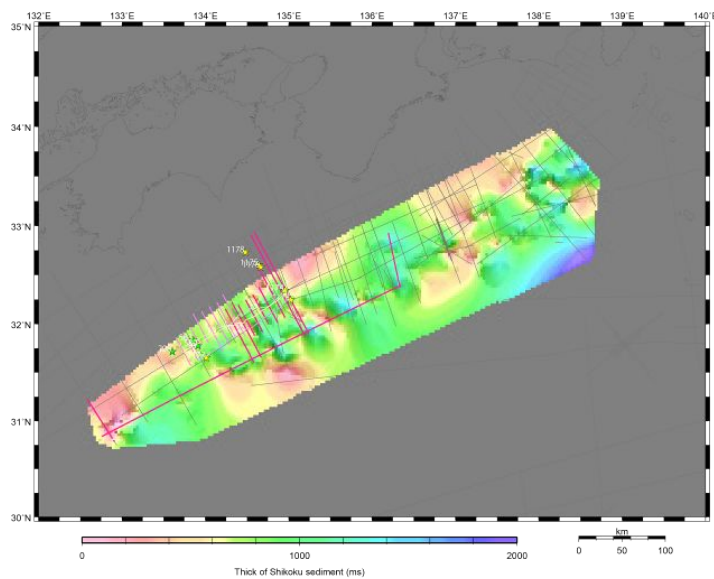 132˚E 133˚E 134˚E 135˚E 136˚E 137˚E 138˚E 139˚E 140˚E
35˚N
34˚N
33˚N
1178
32˚N
31˚N
30˚N
km
0 1000 2000
0 50 100
Thick of Shikoku sediment (ms)